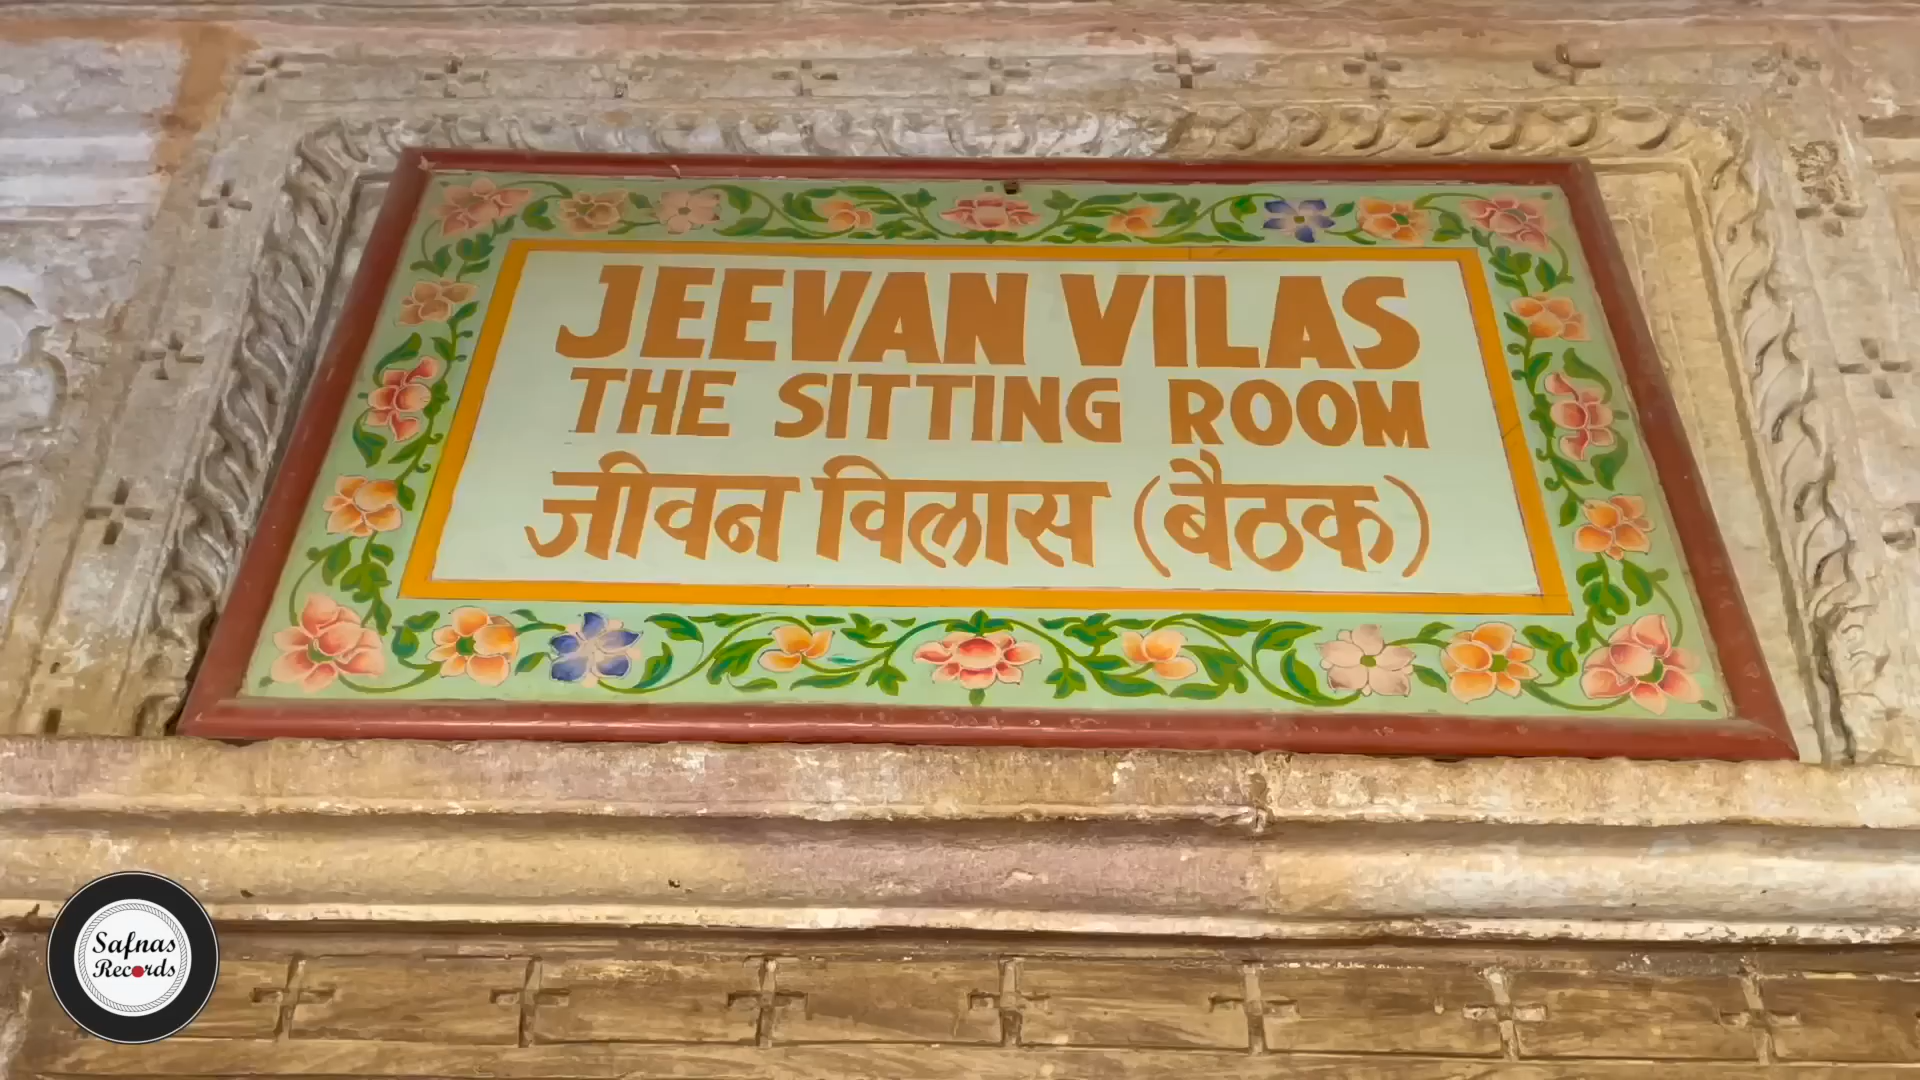 JEEVAN VILAS
THE SITTING ROOM
जीवन विलास (बैठक)
Safnas
Records